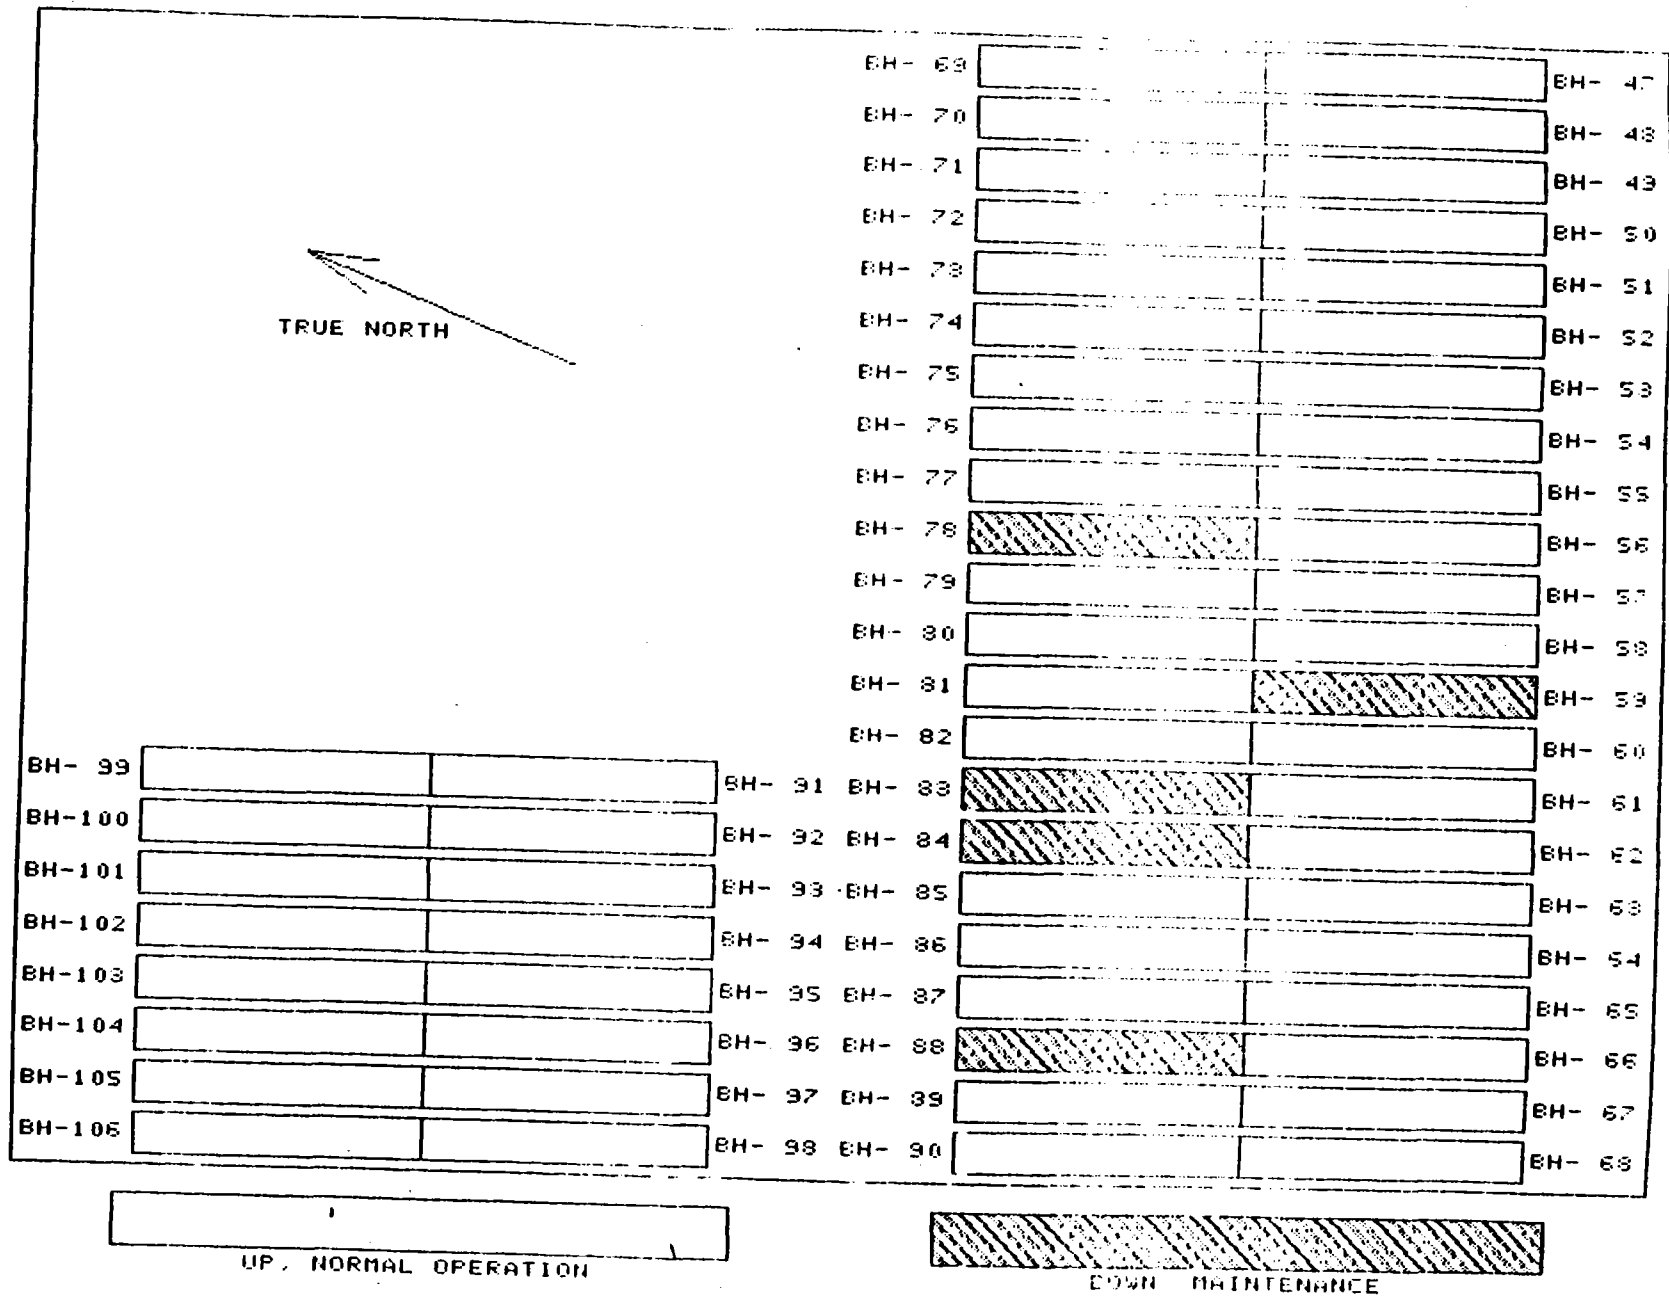 BH- 69 BH- 47
BH- 70 BH- 48
BH- 71 BH- 49
BH- 72 BH- 50
BH- 73 BH- 51
BH- 74 BH- 52
BH- 75 BH- 53
BH- 76 BH- 54
BH- 77 BH- 55
BH- 78 BH- 56
BH- 79 BH- 57
BH- 80 BH- 58
BH- 81 BH- 59
BH- 82 BH- 60
BH- 99 BH- 91 BH- 83 BH- 61
BH-100 BH- 92 BH- 84 BH- 62
BH-101 BH- 93 BH- 85 BH- 63
BH-102 BH- 94 BH- 86 BH- 64
BH-103 BH- 95 BH- 87 BH- 65
BH-104 BH- 96 BH- 88 BH- 66
BH-105 BH- 97 BH- 89 BH- 67
BH-106 BH- 98 BH- 90 BH- 68
TRUE NORTH
UP, NORMAL OPERATION
DOWN MAINTENANCE